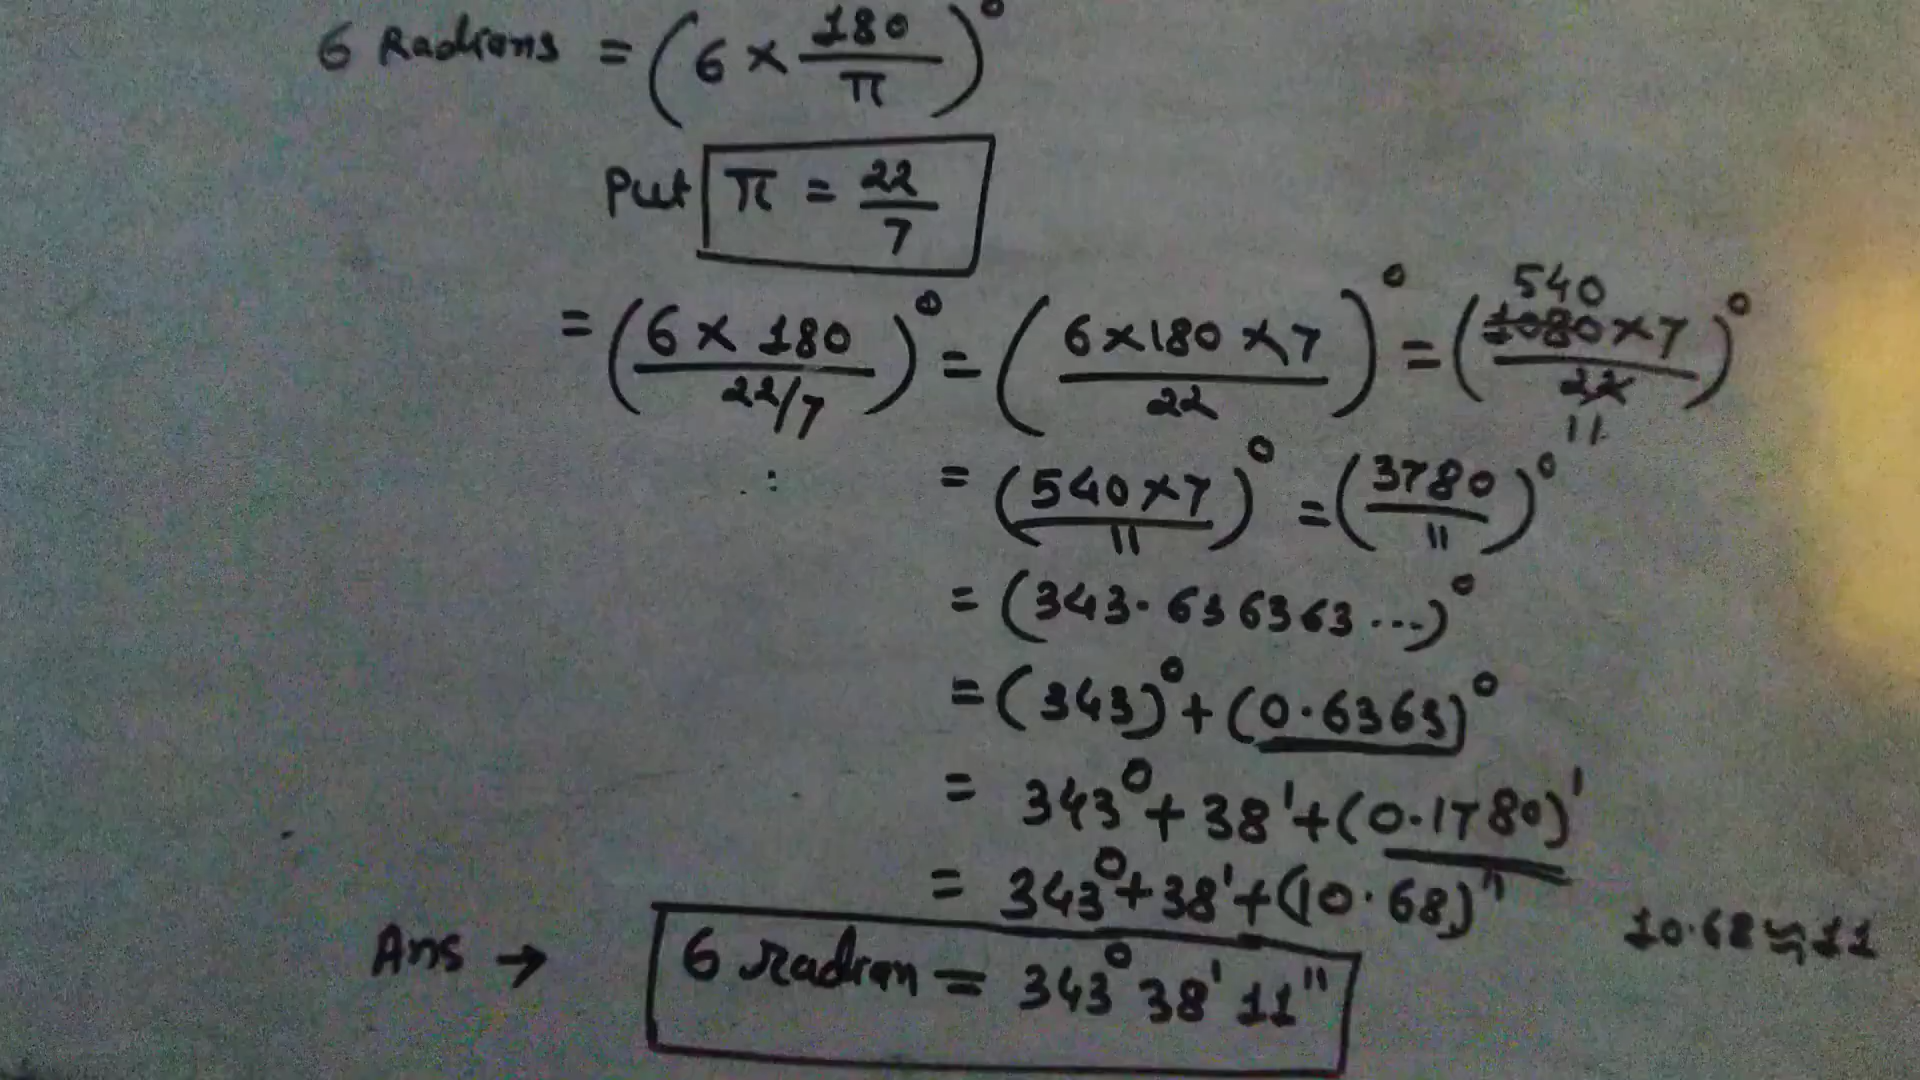 6 Radians = (6 × 180/π)°
Put π = 22/7
= (6 × 180 / 22/7)° = (6×180×7 / 22)° = (540 1080×7 / 22 11)°
= (540×7 / 11)° = (3780 / 11)°
= (343.636363...)°
= (343)° + (0.6363)°
= 343° + 38' + (0.1780)'
= 343° + 38' + (10.68)"
10.68 ≈ 11
Ans → 6 radian = 343° 38' 11"